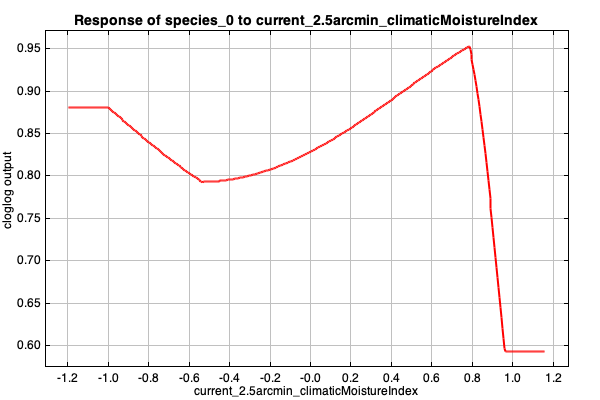 Response of species_0 to current_2.5arcmin_climaticMoistureIndex
0.95
0.90
0.85
0.80
0.75
0.70
0.65
0.60
cloglog output
-1.2 -1.0 -0.8 -0.6 -0.4 -0.2 -0.0 0.2 0.4 0.6 0.8 1.0 1.2
current_2.5arcmin_climaticMoistureIndex